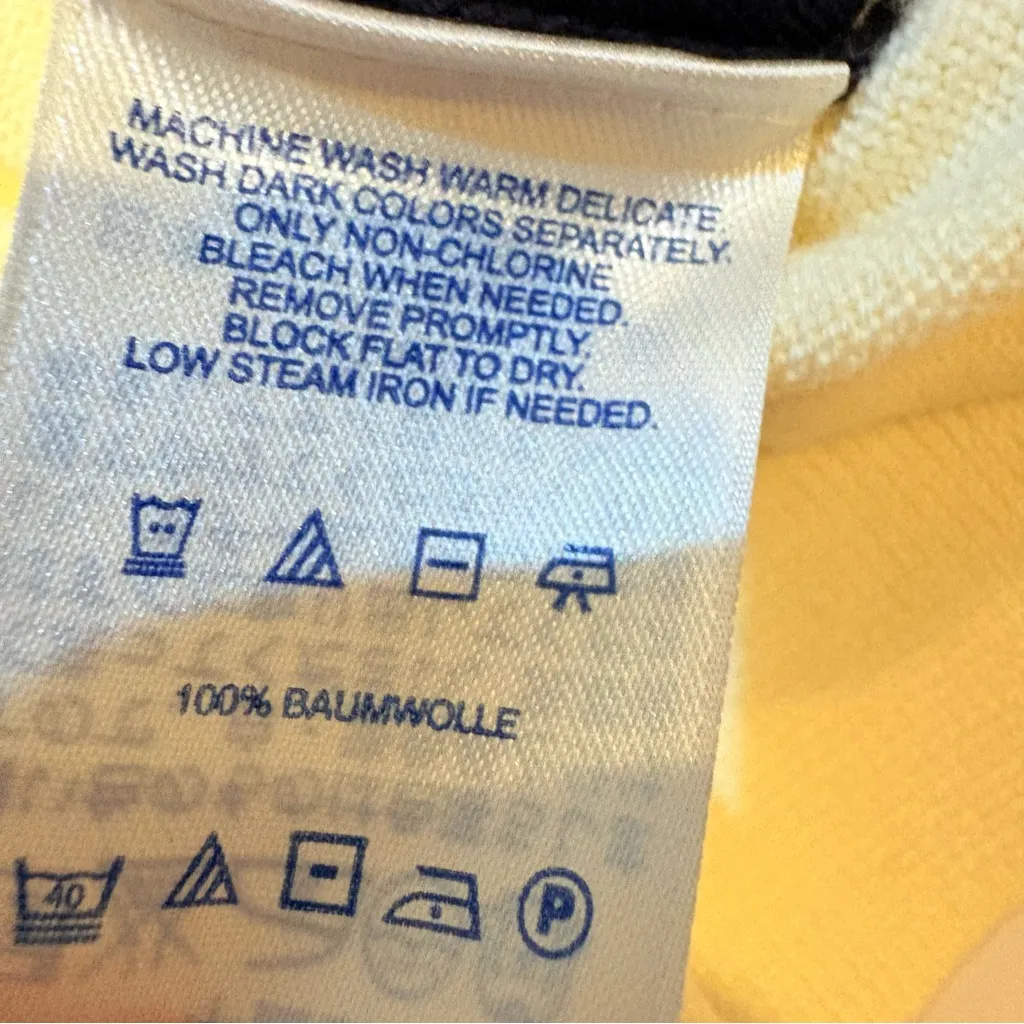 MACHINE WASH WARM DELICATE.
WASH DARK COLORS SEPARATELY.
ONLY NON-CHLORINE
BLEACH WHEN NEEDED.
REMOVE PROMPTLY.
BLOCK FLAT TO DRY.
LOW STEAM IRON IF NEEDED.
100% BAUMWOLLE
40 P